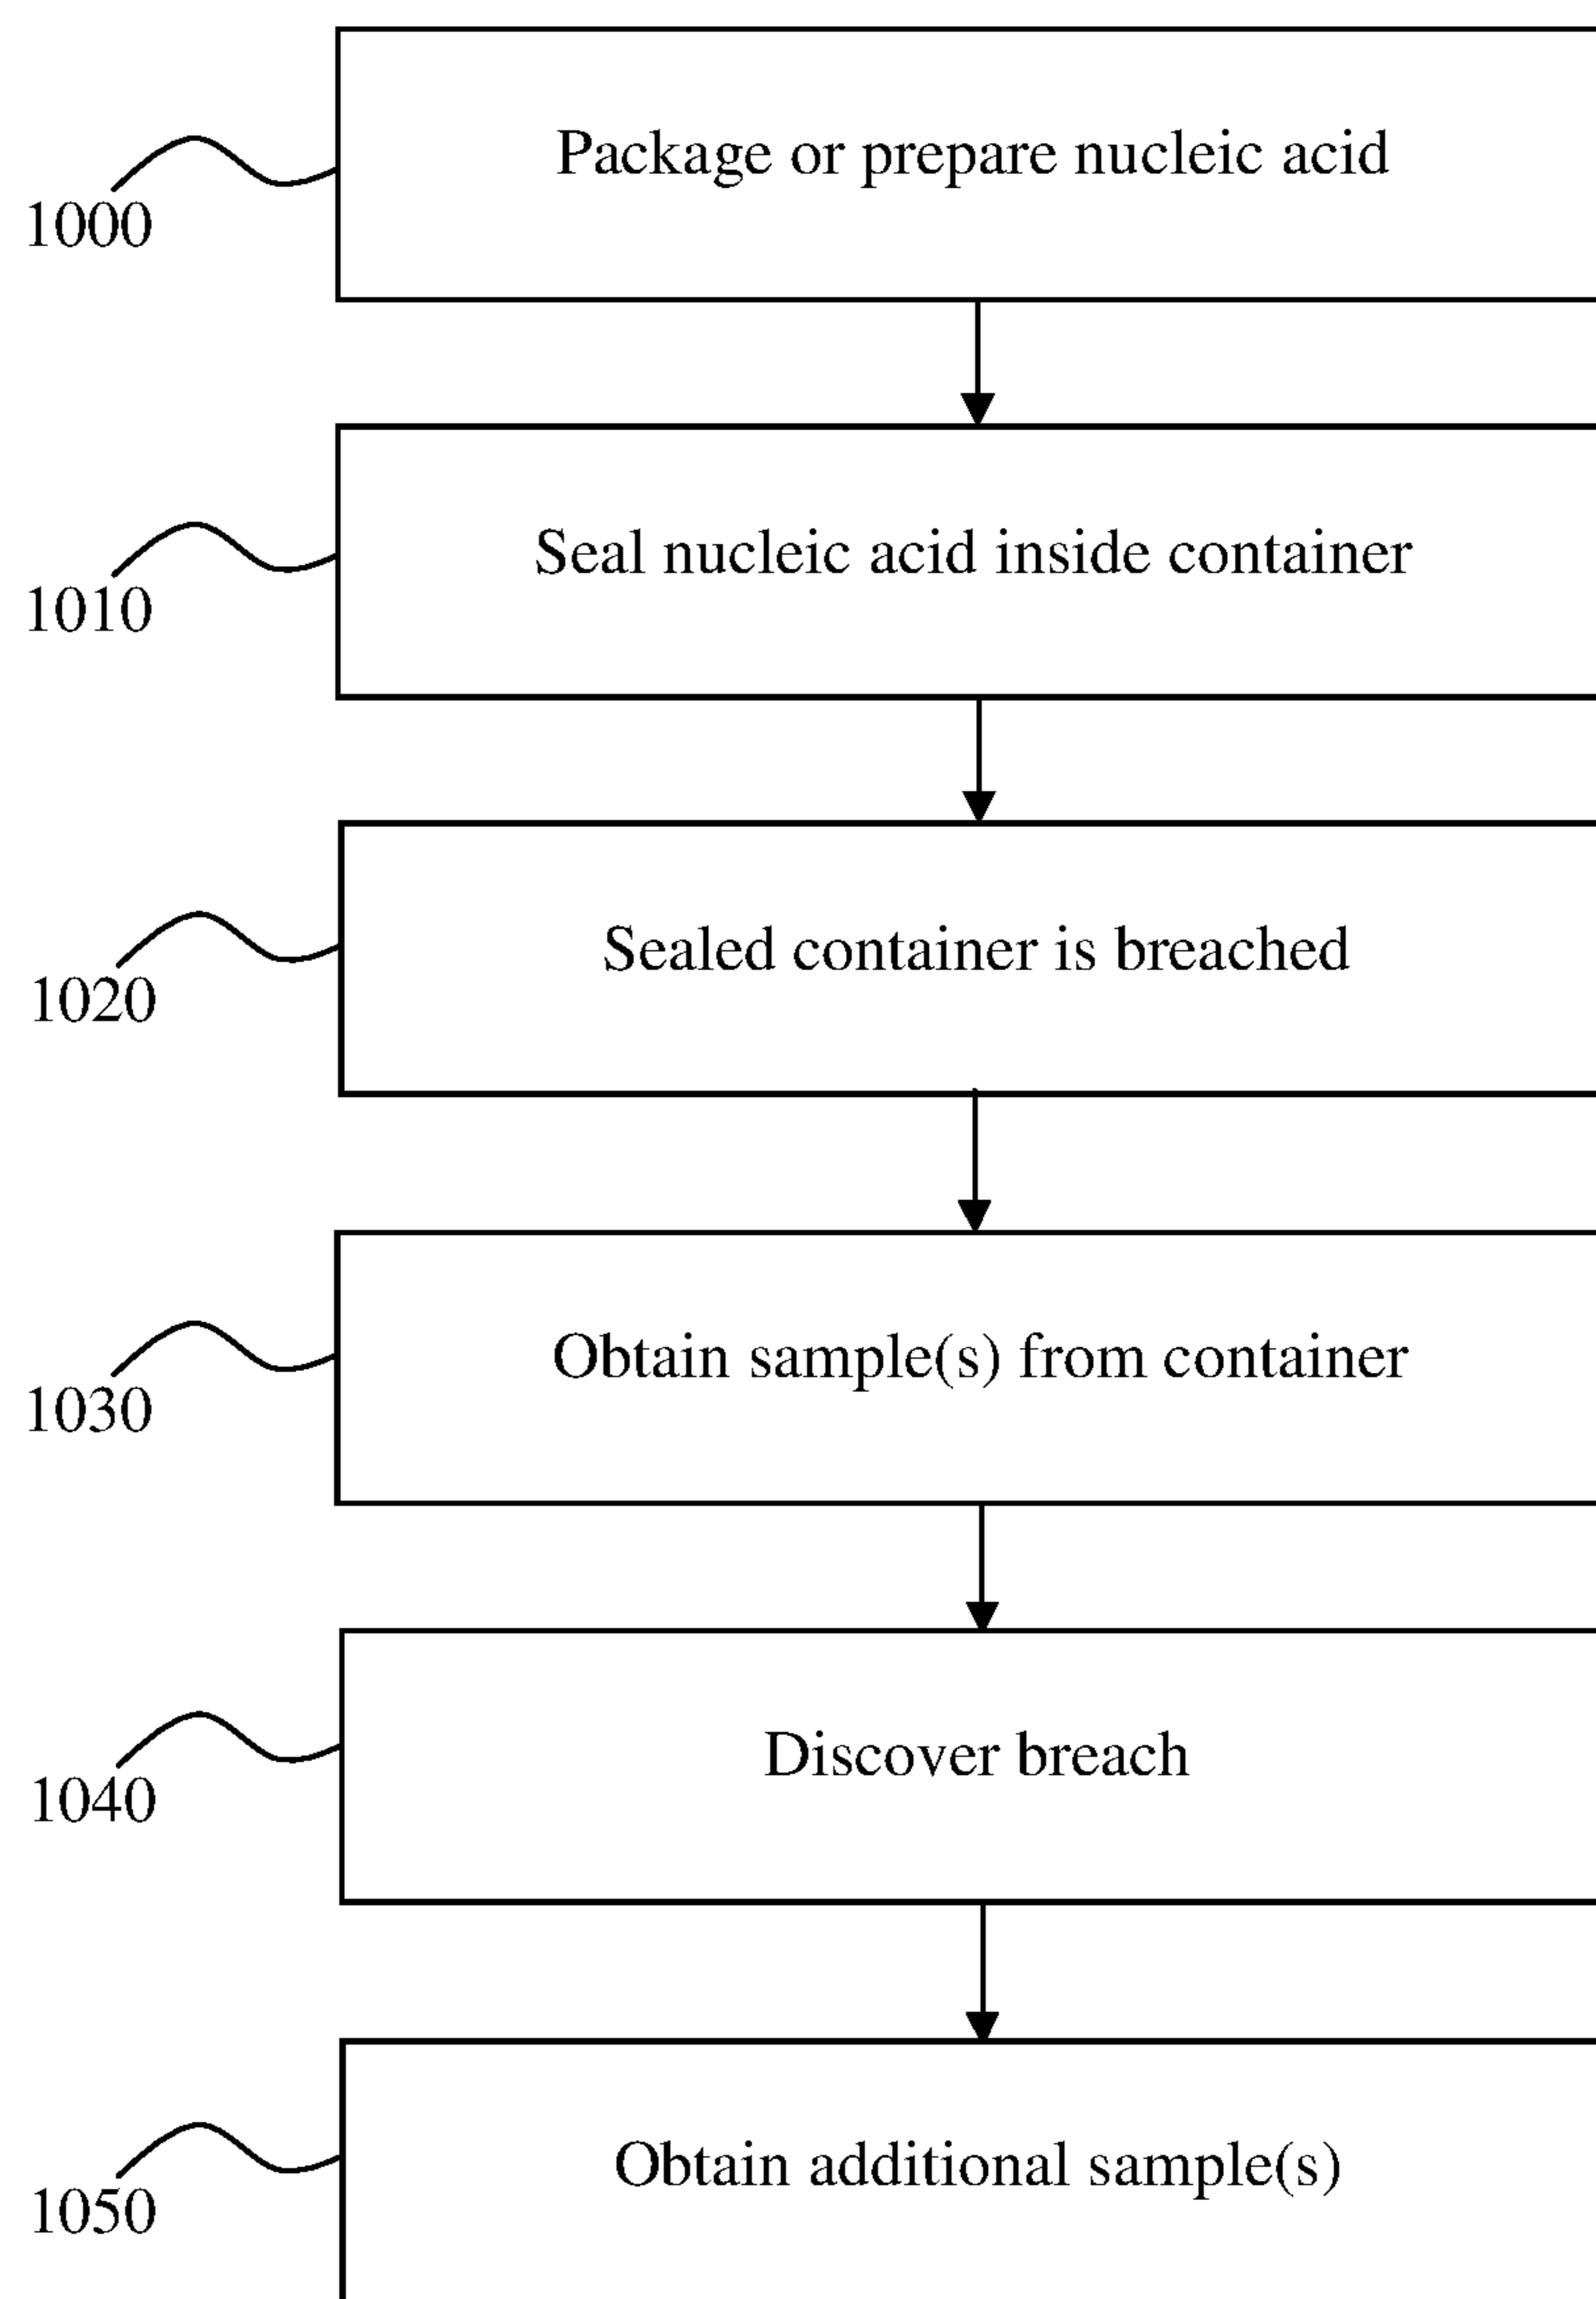 Package or prepare nucleic acid
1000
Seal nucleic acid inside container
1010
Sealed container is breached
1020
Obtain sample(s) from container
1030
Discover breach
1040
Obtain additional sample(s)
1050